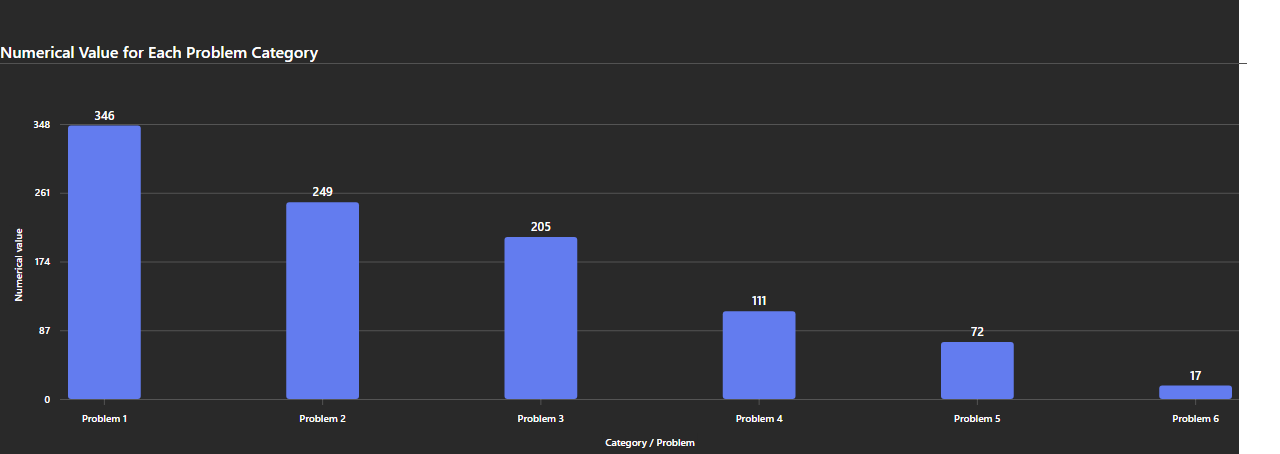 Numerical Value for Each Problem Category
346
348
249
261
205
174
Numerical value
111
87
72
17
0
Problem 1 Problem 2 Problem 3 Problem 4 Problem 5 Problem 6
Category / Problem